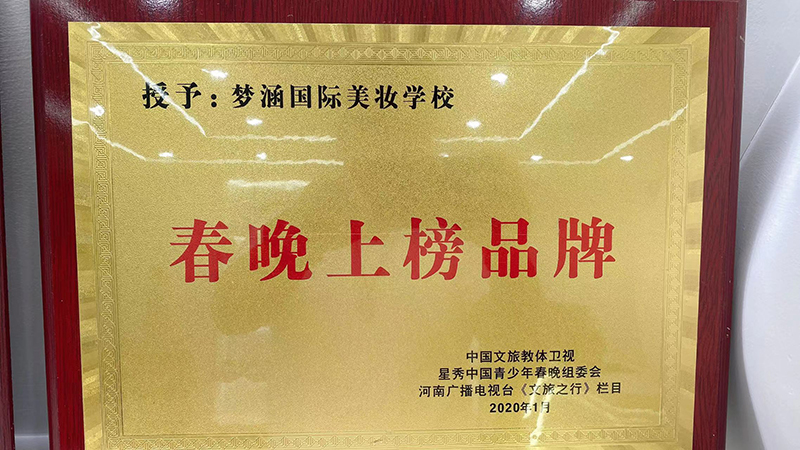 授予：梦涵国际美妆学校
春晚上榜品牌
中国文旅教体卫视
星秀中国青少年春晚组委会
河南广播电视台《文旅之行》栏目
2020年1月